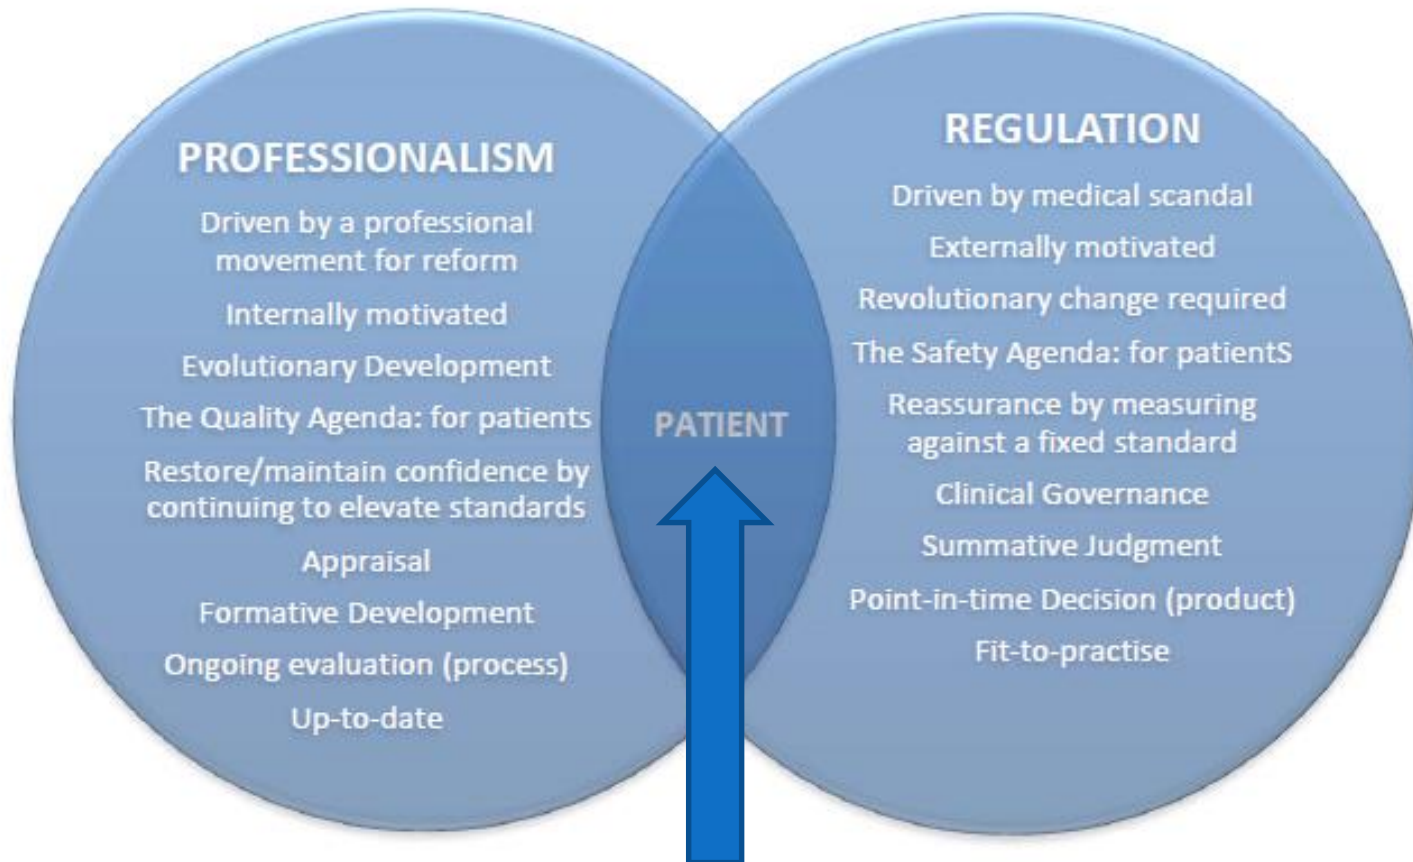 PROFESSIONALISM
Driven by a professional
movement for reform
Internally motivated
Evolutionary Development
The Quality Agenda: for patients
Restore/maintain confidence by
continuing to elevate standards
Appraisal
Formative Development
Ongoing evaluation (process)
Up-to-date
PATIENT
REGULATION
Driven by medical scandal
Externally motivated
Revolutionary change required
The Safety Agenda: for patientS
Reassurance by measuring
against a fixed standard
Clinical Governance
Summative Judgment
Point-in-time Decision (product)
Fit-to-practise